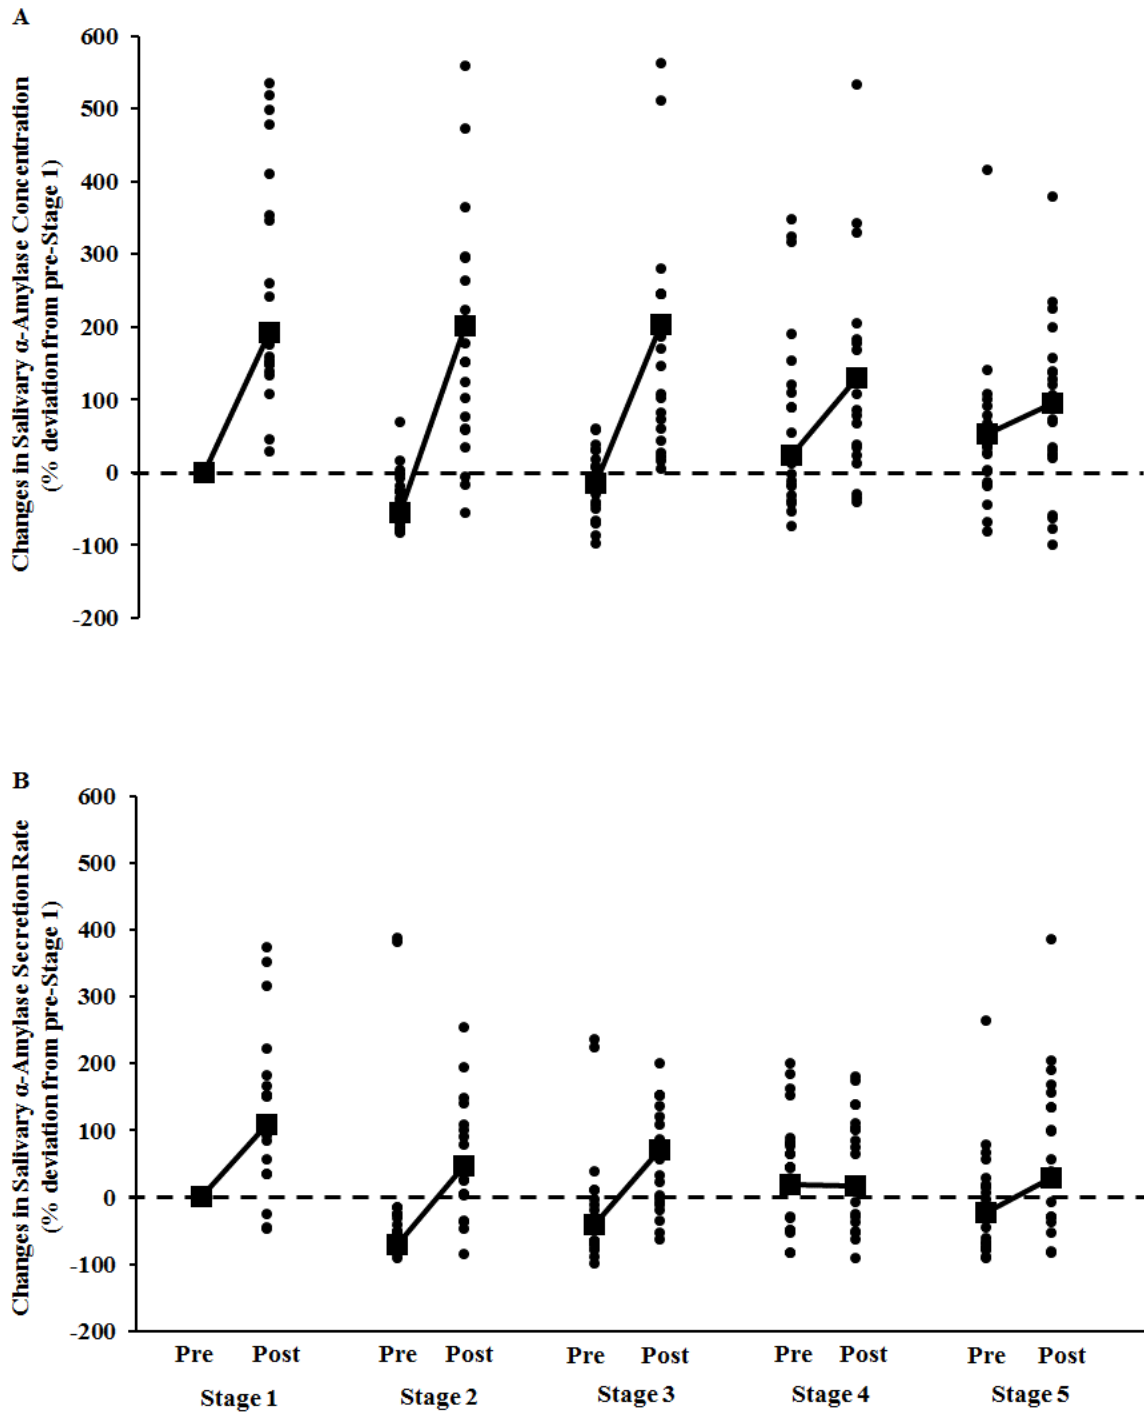 A
Changes in Salivary α-Amylase Concentration
(% deviation from pre-Stage 1)
600
500
400
300
200
100
0
-100
-200
B
Changes in Salivary α-Amylase Secretion Rate
(% deviation from pre-Stage 1)
600
500
400
300
200
100
0
-100
-200
Pre Post Pre Post Pre Post Pre Post Pre Post
Stage 1 Stage 2 Stage 3 Stage 4 Stage 5